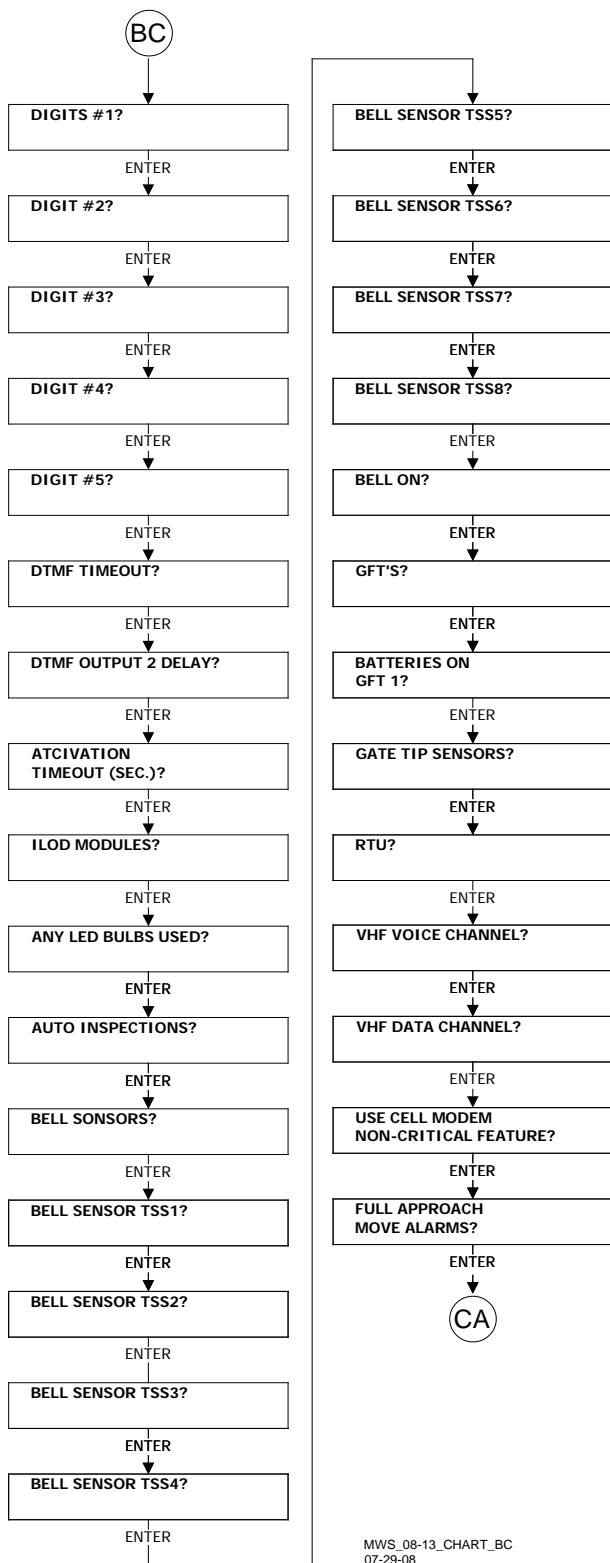 BC
DIGITS #1?
ENTER
DIGIT #2?
ENTER
DIGIT #3?
ENTER
DIGIT #4?
ENTER
DIGIT #5?
ENTER
DTMF TIMEOUT?
ENTER
DTMF OUTPUT 2 DELAY?
ENTER
ATCIVATION
TIMEOUT (SEC.)?
ENTER
ILOD MODULES?
ENTER
ANY LED BULBS USED?
ENTER
AUTO INSPECTIONS?
ENTER
BELL SONSORS?
ENTER
BELL SENSOR TSS1?
ENTER
BELL SENSOR TSS2?
ENTER
BELL SENSOR TSS3?
ENTER
BELL SENSOR TSS4?
ENTER
BELL SENSOR TSS5?
ENTER
BELL SENSOR TSS6?
ENTER
BELL SENSOR TSS7?
ENTER
BELL SENSOR TSS8?
ENTER
BELL ON?
ENTER
GFT'S?
ENTER
BATTERIES ON
GFT 1?
ENTER
GATE TIP SENSORS?
ENTER
RTU?
ENTER
VHF VOICE CHANNEL?
ENTER
VHF DATA CHANNEL?
ENTER
USE CELL MODEM
NON-CRITICAL FEATURE?
ENTER
FULL APPROACH
MOVE ALARMS?
ENTER
CA
MWS_08-13_CHART_BC
07-29-08